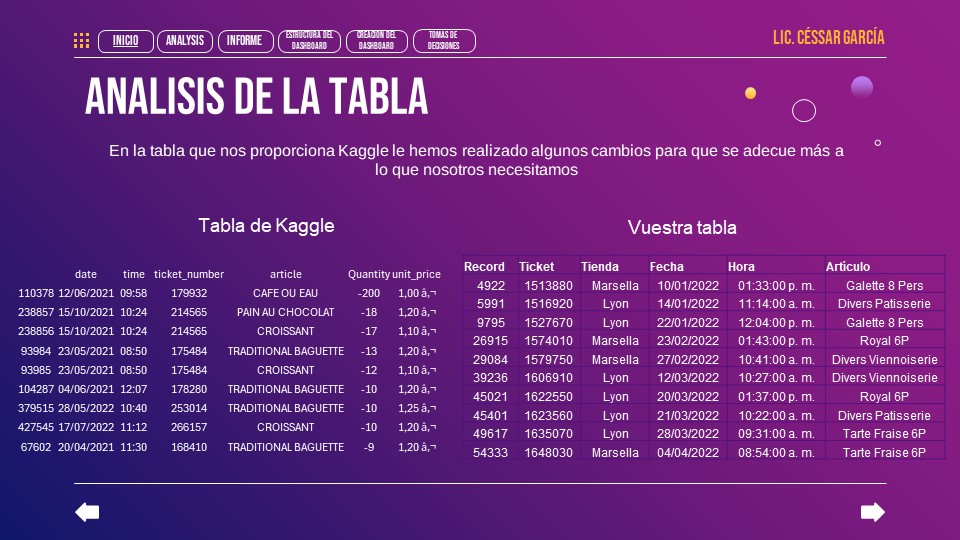 INICIO ANALYSIS INFORME ESTRUCTURA DEL DASHBOARD CREACION DEL DASHBOARD TOMAS DE DECISIONES
LIC. CÉSSAR GARCÍA
ANALISIS DE LA TABLA
En la tabla que nos proporciona Kaggle le hemos realizado algunos cambios para que se adecue más a
lo que nosotros necesitamos
Tabla de Kaggle
date time ticket_number article Quantity unit_price
110378 12/06/2021 09:58 179932 CAFE OU EAU -200 1,00 â‚¬
238857 15/10/2021 10:24 214565 PAIN AU CHOCOLAT -18 1,20 â‚¬
238856 15/10/2021 10:24 214565 CROISSANT -17 1,10 â‚¬
93984 23/05/2021 08:50 175484 TRADITIONAL BAGUETTE -13 1,20 â‚¬
93985 23/05/2021 08:50 175484 CROISSANT -12 1,10 â‚¬
104287 04/06/2021 12:07 178280 TRADITIONAL BAGUETTE -10 1,20 â‚¬
379515 28/05/2022 10:40 253014 TRADITIONAL BAGUETTE -10 1,25 â‚¬
427545 17/07/2022 11:12 266157 CROISSANT -10 1,20 â‚¬
67602 20/04/2021 11:30 168410 TRADITIONAL BAGUETTE -9 1,20 â‚¬
Vuestra tabla
Record Ticket Tienda Fecha Hora Artículo
4922 1513880 Marsella 10/01/2022 01:33:00 p. m. Galette 8 Pers
5991 1516920 Lyon 14/01/2022 11:14:00 a. m. Divers Patisserie
9795 1527670 Lyon 22/01/2022 12:04:00 p. m. Galette 8 Pers
26915 1574010 Marsella 23/02/2022 01:43:00 p. m. Royal 6P
29084 1579750 Marsella 27/02/2022 10:41:00 a. m. Divers Viennoiserie
39236 1606910 Lyon 12/03/2022 10:27:00 a. m. Divers Viennoiserie
45021 1622550 Lyon 20/03/2022 01:37:00 p. m. Royal 6P
45401 1623560 Lyon 21/03/2022 10:22:00 a. m. Divers Patisserie
49617 1635070 Lyon 28/03/2022 09:31:00 a. m. Tarte Fraise 6P
54333 1648030 Marsella 04/04/2022 08:54:00 a. m. Tarte Fraise 6P